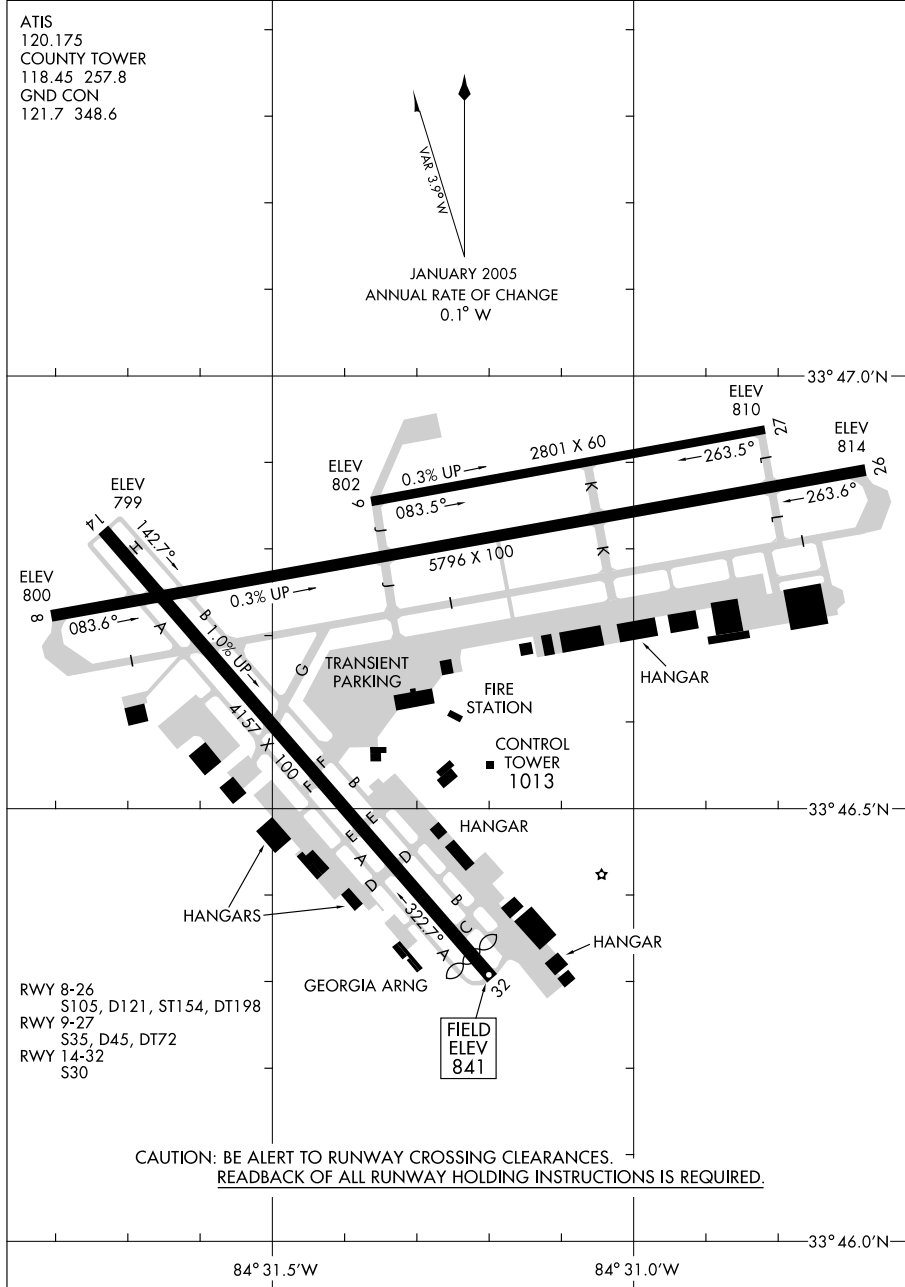 ATIS
120.175
COUNTY TOWER
118.45 257.8
GND CON
121.7 348.6
VAR 3.9° W
JANUARY 2005
ANNUAL RATE OF CHANGE
0.1° W
33° 47.0'N
ELEV
810
27
ELEV
814
26
2801 X 60
263.5°
L
ELEV
802
0.3% UP
9
083.5°
K
263.6°
ELEV
799
14
142.7°
H
J
5796 X 100
K
L
I
ELEV
800
8
083.6°
0.3% UP
J
I
A
B
I
I
1.0% UP
G
TRANSIENT
PARKING
HANGAR
FIRE
STATION
4157 X 100
CONTROL
TOWER
1013
F
F
B
33° 46.5'N
E
E
HANGAR
A
D
D
B
C
322.7°
A
HANGARS
HANGAR
GEORGIA ARNG
32
FIELD
ELEV
841
RWY 8-26
S105, D121, ST154, DT198
RWY 9-27
S35, D45, DT72
RWY 14-32
S30
CAUTION: BE ALERT TO RUNWAY CROSSING CLEARANCES.
READBACK OF ALL RUNWAY HOLDING INSTRUCTIONS IS REQUIRED.
33° 46.0'N
84° 31.5'W
84° 31.0'W